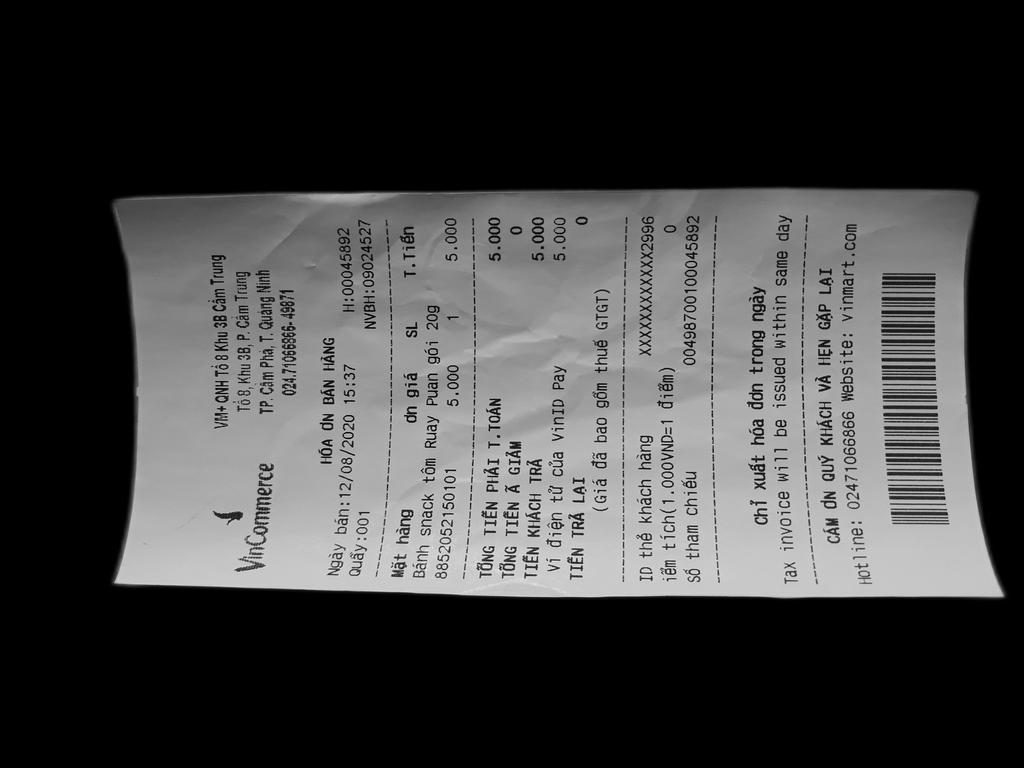 VinCommerce
VM+ QNH Tổ 8 Khu 3B Cẩm Trung
Tổ 8, Khu 3B, P. Cẩm Trung
TP. Cẩm Phả, T. Quảng Ninh
024.71066866- 49871
HÓA ĐN BÁN HÀNG
Ngày bán:12/08/2020 15:37 H:00045892
Quầy:001 NVBH:09024527
Mặt hàng đn giá SL T.Tiền
Bánh snack tôm Ruay Puan gói 20g
8852052150101 5.000 1 5.000
TỔNG TIỀN PHẢI T.TOÁN 5.000
TỔNG TIỀN Ã GIẢM 0
TIỀN KHÁCH TRẢ 5.000
Ví điện tử của VinID Pay 5.000
TIỀN TRẢ LẠI 0
(Giá đã bao gồm thuế GTGT)
ID thẻ khách hàng XXXXXXXXXXXX2996
iểm tích(1.000VND=1 điểm) 0
Số tham chiếu 00498700100045892
Chỉ xuất hóa đơn trong ngày
Tax invoice will be issued within same day
CẢM ƠN QUÝ KHÁCH VÀ HẸN GẶP LẠI
Hotline: 02471066866 Website: vinmart.com